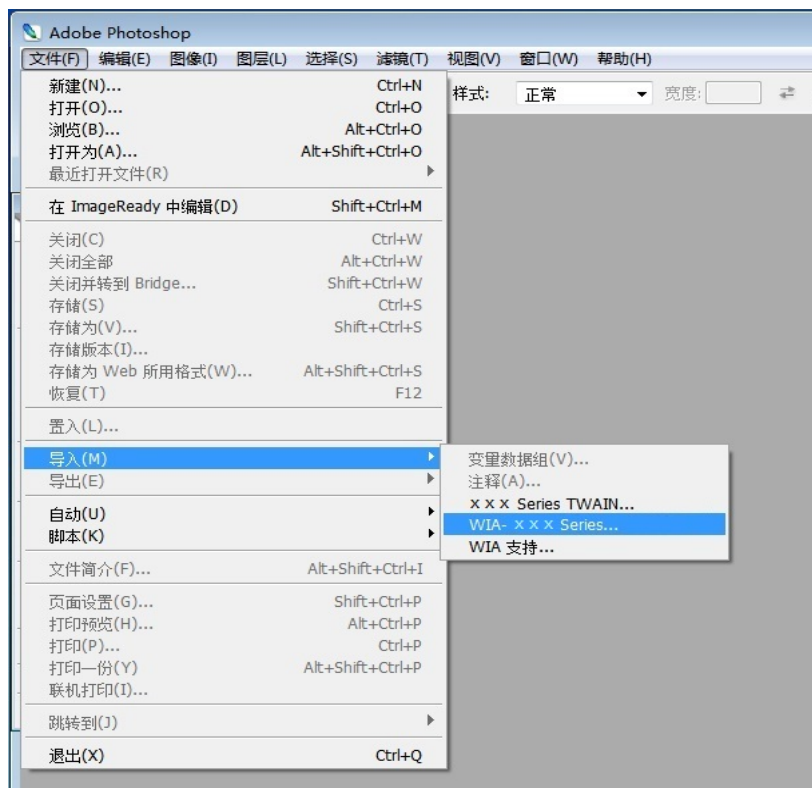 Adobe Photoshop
文件(F) 编辑(E) 图像(I) 图层(L) 选择(S) 滤镜(T) 视图(V) 窗口(W) 帮助(H)
样式: 正常 宽度:
新建(N)... Ctrl+N
打开(O)... Ctrl+O
浏览(B)... Alt+Ctrl+O
打开为(A)... Alt+Shift+Ctrl+O
最近打开文件(R)
在 ImageReady 中编辑(D) Shift+Ctrl+M
关闭(C) Ctrl+W
关闭全部 Alt+Ctrl+W
关闭并转到 Bridge... Shift+Ctrl+W
存储(S) Ctrl+S
存储为(V)... Shift+Ctrl+S
存储版本(I)...
存储为 Web 所用格式(W)... Alt+Shift+Ctrl+S
恢复(T) F12
置入(L)...
导入(M)
导出(E)
自动(U)
脚本(K)
文件简介(F)... Alt+Shift+Ctrl+I
页面设置(G)... Shift+Ctrl+P
打印预览(H)... Alt+Ctrl+P
打印(P)... Ctrl+P
打印一份(Y) Alt+Shift+Ctrl+P
联机打印(I)...
跳转到(J)
退出(X) Ctrl+Q
变量数据组(V)...
注释(A)...
x x x Series TWAIN...
WIA- x x x Series...
WIA 支持...